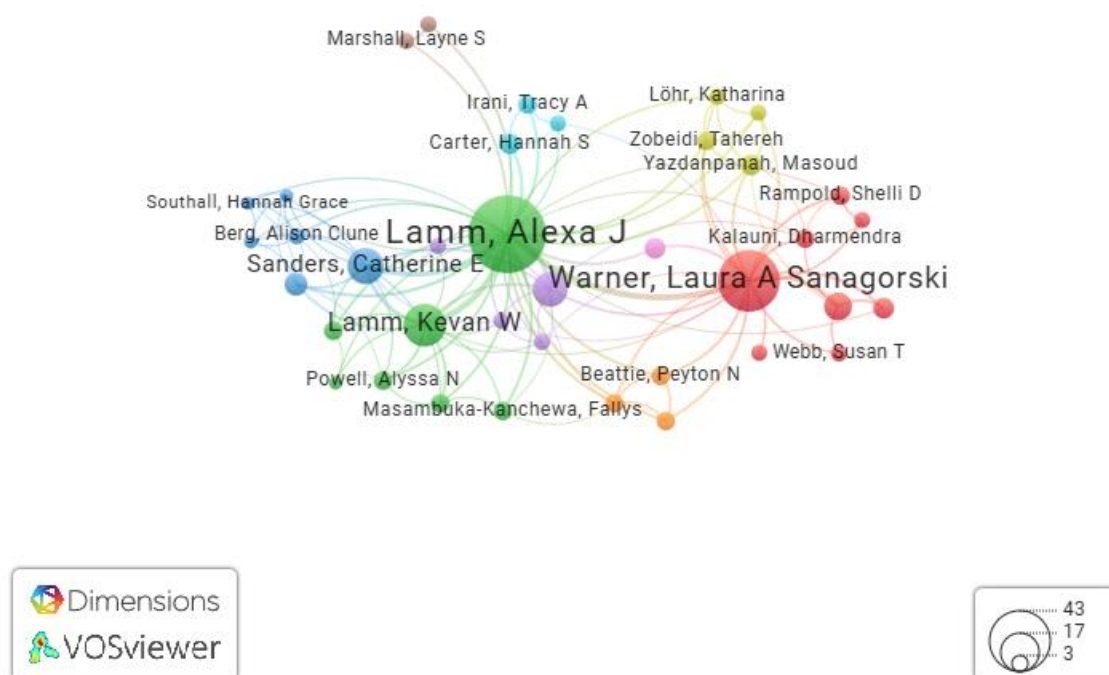 Marshall, Layne S
Irani, Tracy A
Löhr, Katharina
Carter, Hannah S
Zobeidi, Tahereh
Yazdanpanah, Masoud
Rampold, Shelli D
Southall, Hannah Grace
Berg, Alison Clune
Lamm, Alexa J
Kalauni, Dharmendra
Sanders, Catherine E
Warner, Laura A Sanagorski
Lamm, Kevan W
Webb, Susan T
Powell, Alyssa N
Beattie, Peyton N
Masambuka-Kanchewa, Fallys
Dimensions
VOSviewer
43
17
3